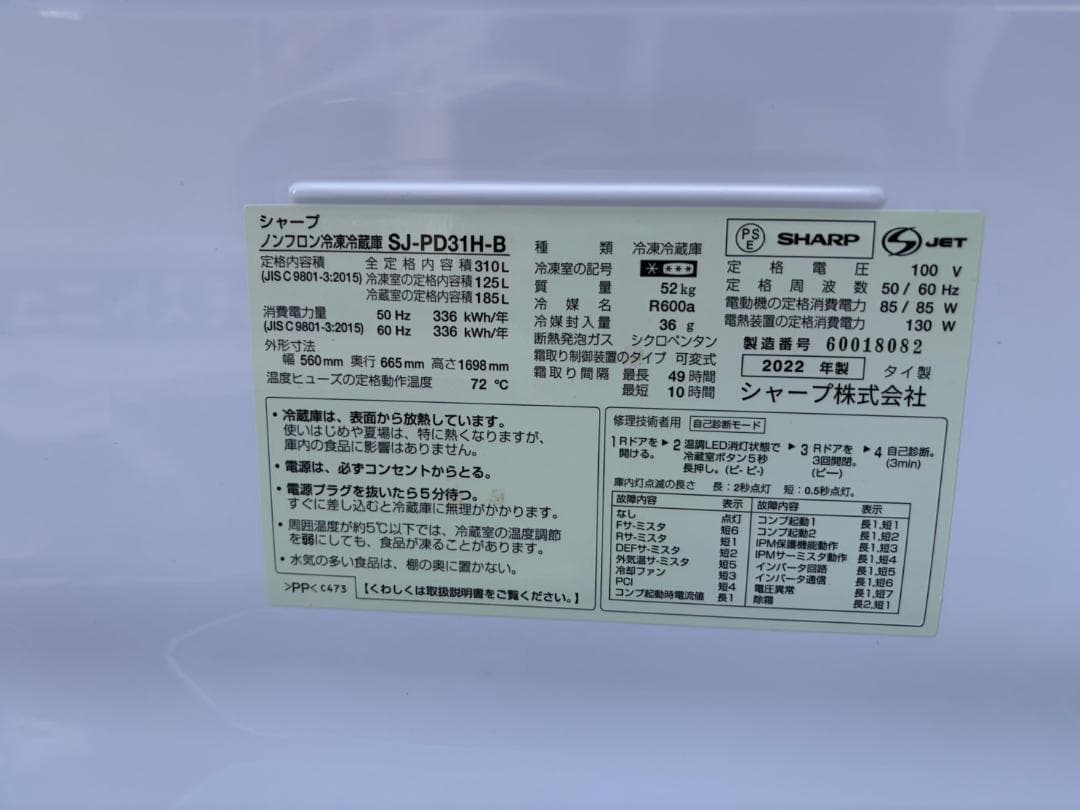 シャープ
ノンフロン冷凍冷蔵庫 SJ-PD31H-B
定格内容積 全定格内容積 310L
(JIS C 9801-3:2015) 冷凍室の定格内容積 125L
冷蔵室の定格内容積 185L
消費電力量 50 Hz 336 kWh/年
(JIS C 9801-3:2015) 60 Hz 336 kWh/年
外形寸法
幅 560mm 奥行 665mm 高さ 1698mm
温度ヒューズの定格動作温度 72 ℃
種類 冷凍冷蔵庫
冷凍室の記号 * ***
質量 52kg
冷媒名 R600a
冷媒封入量 36 g
断熱発泡ガス シクロペンタン
霜取り制御装置のタイプ 可変式
霜取り間隔 最長 49時間
最短 10時間
PS E SHARP S JET
定格電圧 100 V
定格周波数 50/60 Hz
電動機の定格消費電力 85/85 W
電熱装置の定格消費電力 130 W
製造番号 60018082
2022 年製 タイ製
シャープ株式会社
・冷蔵庫は、表面から放熱しています。
使いはじめや夏場は、特に熱くなりますが、
庫内の食品に影響はありません。
・電源は、必ずコンセントからとる。
・電源プラグを抜いたら5分待つ。
すぐに差し込むと冷蔵庫に無理がかかります。
・周囲温度が約5℃以下では、冷蔵室の温度調節
を弱にしても、食品が凍ることがあります。
・水気の多い食品は、棚の奥に置かない。
>PP< C473 【くわしくは取扱説明書をご覧ください。】
修理技術者用 自己診断モード
1 Rドアを開ける。 ▶ 2 温調LED消灯状態で冷蔵室ボタン5秒長押し。(ピ- ピ-) ▶ 3 Rドアを3回開閉。(ピー) ▶ 4 自己診断。(3min)
庫内灯点滅の長さ 長：2秒点灯 短：0.5秒点灯。
故障内容 表示 故障内容 表示
なし 点灯 コンプ起動1 長1,短1
Fサ-ミスタ 短6 コンプ起動2 長1,短2
Rサ-ミスタ 短1 IPM保護機能動作 長1,短3
DEFサ-ミスタ 短2 IPMサーミスタ動作 長1,短4
外気温サ-ミスタ 短5 インバータ回路 長1,短5
冷却ファン 短3 インバータ通信 長1,短6
PCI 短4 電圧異常 長1,短7
コンプ起動時電流値 長1 除霜 長2,短1